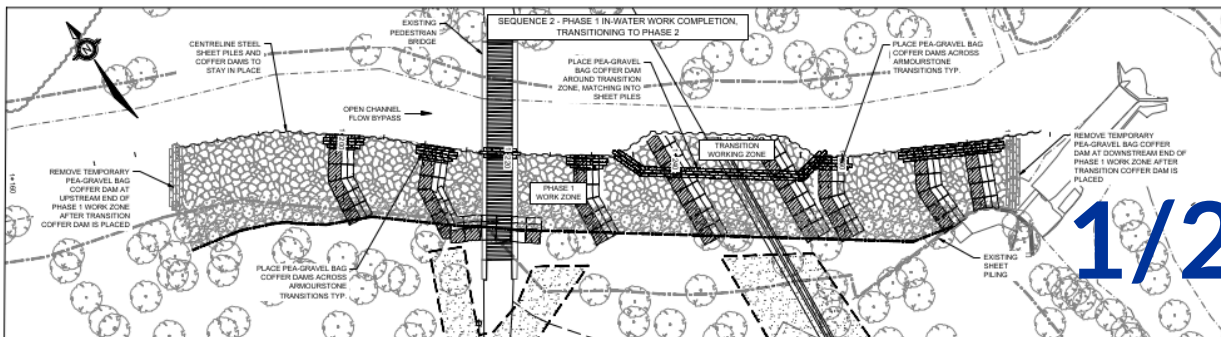 SEQUENCE 2 - PHASE 1 IN-WATER WORK COMPLETION,
TRANSITIONING TO PHASE 2
EXISTING
PEDESTRIAN
BRIDGE
CENTRELINE STEEL
SHEET PILES AND
COFFER DAMS TO
STAY IN PLACE
N
OPEN CHANNEL
FLOW BYPASS
PLACE PEA-GRAVEL BAG
COFFER DAM
AROUND TRANSITION
ZONE, MATCHING INTO
SHEET PILES
PLACE PEA-GRAVEL BAG
COFFER DAMS ACROSS
ARMOURSTONE
TRANSITIONS TYP.
TRANSITION
WORKING ZONE
REMOVE TEMPORARY
PEA-GRAVEL BAG COFFER
DAM AT DOWNSTREAM END OF
PHASE 1 WORK ZONE AFTER
TRANSITION COFFER DAM IS
PLACED
REMOVE TEMPORARY
PEA-GRAVEL BAG
COFFER DAM AT
UPSTREAM END OF
PHASE 1 WORK ZONE
AFTER TRANSITION
COFFER DAM IS PLACED
PHASE 1
WORK ZONE
PLACE PEA-GRAVEL BAG
COFFER DAMS ACROSS
ARMOURSTONE
TRANSITIONS TYP.
EXISTING
SHEET
PILING
1/2